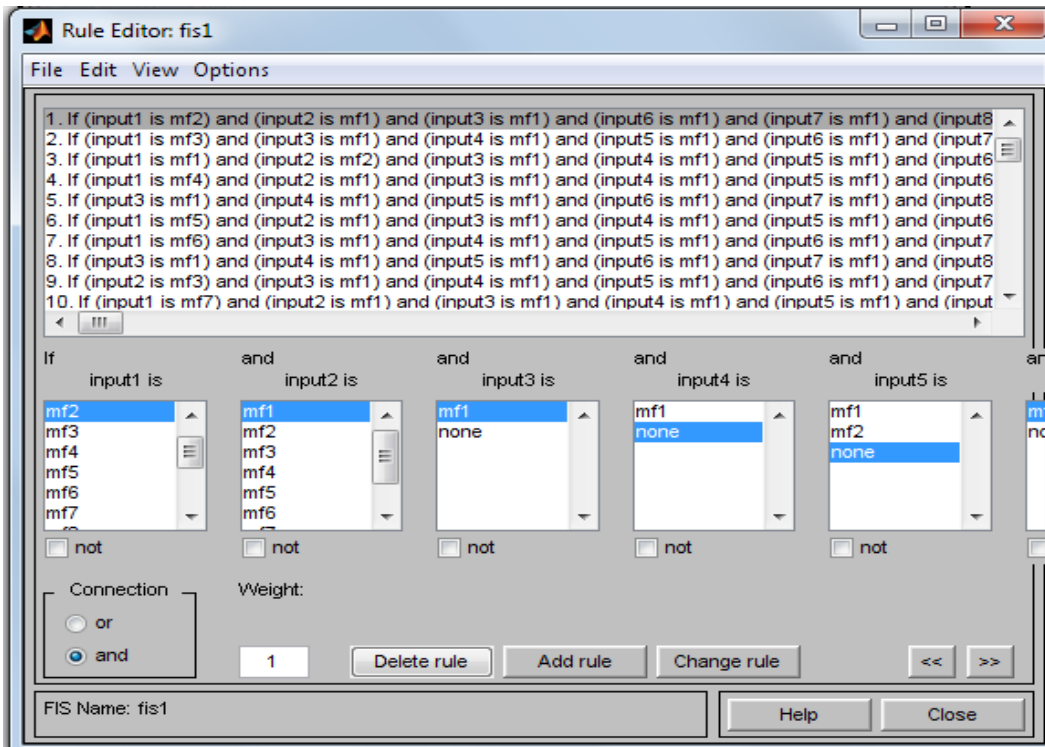 Rule Editor: fis1
File Edit View Options
1. If (input1 is mf2) and (input2 is mf1) and (input3 is mf1) and (input6 is mf1) and (input7 is mf1) and (input8
2. If (input1 is mf3) and (input3 is mf1) and (input4 is mf1) and (input5 is mf1) and (input6 is mf1) and (input7
3. If (input1 is mf1) and (input2 is mf2) and (input3 is mf1) and (input4 is mf1) and (input5 is mf1) and (input6
4. If (input1 is mf4) and (input2 is mf1) and (input3 is mf1) and (input4 is mf1) and (input5 is mf1) and (input6
5. If (input3 is mf1) and (input4 is mf1) and (input5 is mf1) and (input6 is mf1) and (input7 is mf1) and (input8
6. If (input1 is mf5) and (input2 is mf1) and (input3 is mf1) and (input4 is mf1) and (input5 is mf1) and (input6
7. If (input1 is mf6) and (input3 is mf1) and (input4 is mf1) and (input5 is mf1) and (input6 is mf1) and (input7
8. If (input3 is mf1) and (input4 is mf1) and (input5 is mf1) and (input6 is mf1) and (input7 is mf1) and (input8
9. If (input2 is mf3) and (input3 is mf1) and (input4 is mf1) and (input5 is mf1) and (input6 is mf1) and (input7
10. If (input1 is mf7) and (input2 is mf1) and (input3 is mf1) and (input4 is mf1) and (input5 is mf1) and (input
If and and and and
input1 is input2 is input3 is input4 is input5 is
mf2 mf1 mf1 mf1 mf1
mf3 mf2 none none mf2
mf4 mf3 none
mf5 mf4
mf6 mf5
mf7 mf6
not not not not not
Connection Weight:
or
and 1 Delete rule Add rule Change rule << >>
FIS Name: fis1 Help Close